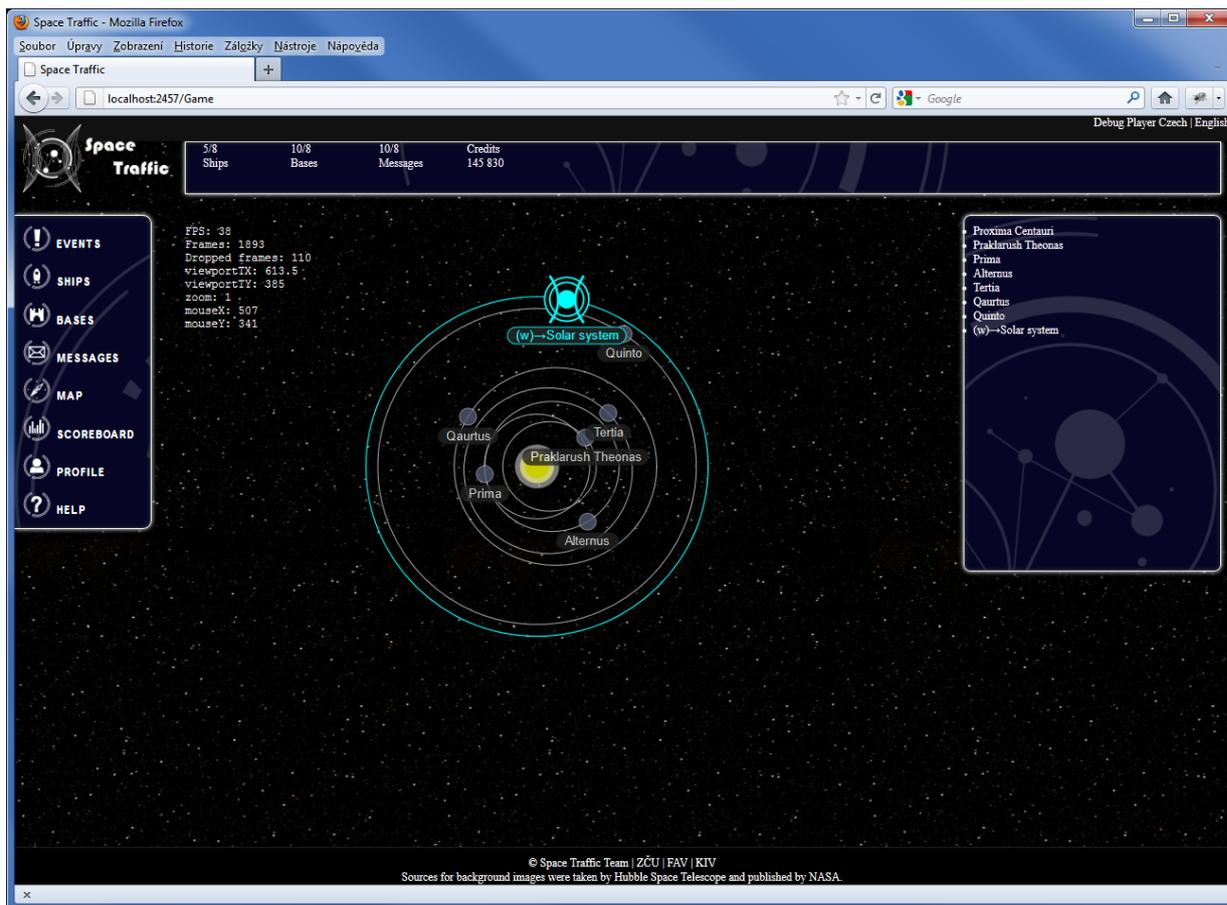 Space Traffic - Mozilla Firefox
Soubor Úpravy Zobrazení Historie Záložky Nástroje Nápověda
Space Traffic
localhost:2457/Game
Google
Debug Player Czech | English
Space
Traffic
5/8 10/8 10/8 Credits
Ships Bases Messages 145 830
EVENTS
SHIPS
BASES
MESSAGES
MAP
SCOREBOARD
PROFILE
HELP
FPS: 38
Frames: 1893
Dropped frames: 110
viewportTX: 613.5
viewportTY: 385
zoom: 1
mouseX: 507
mouseY: 341
(w)→Solar system
Quinto
Qaurtus
Tertia
Praklarush Theonas
Prima
Alternus
Proxima Centauri
Praklarush Theonas
Prima
Alternus
Tertia
Qaurtus
Quinto
(w)→Solar system
© Space Traffic Team | ZČU | FAV | KIV
Sources for background images were taken by Hubble Space Telescope and published by NASA.